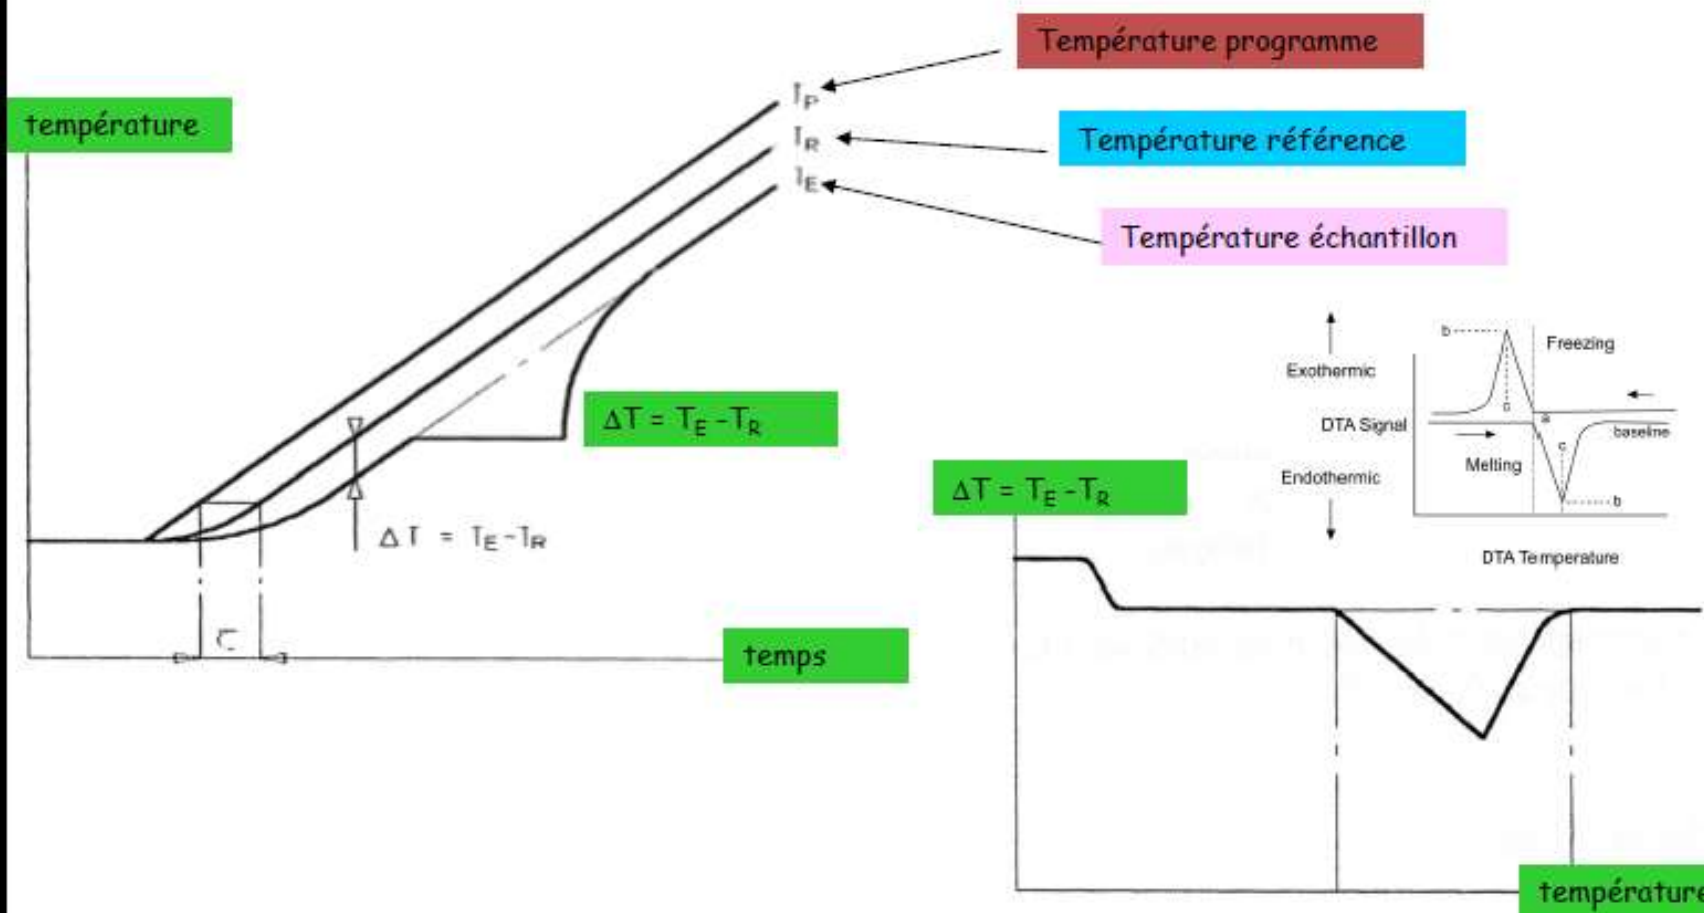 Température programme
T_P
température
Température référence
T_R
T_E
Température échantillon
ΔT = T_E - T_R
ΔT = T_E - T_R
τ
temps
b
Freezing
Exothermic
c
DTA Signal
a
baseline
c
Melting
Endothermic
b
DTA Temperature
ΔT = T_E - T_R
température